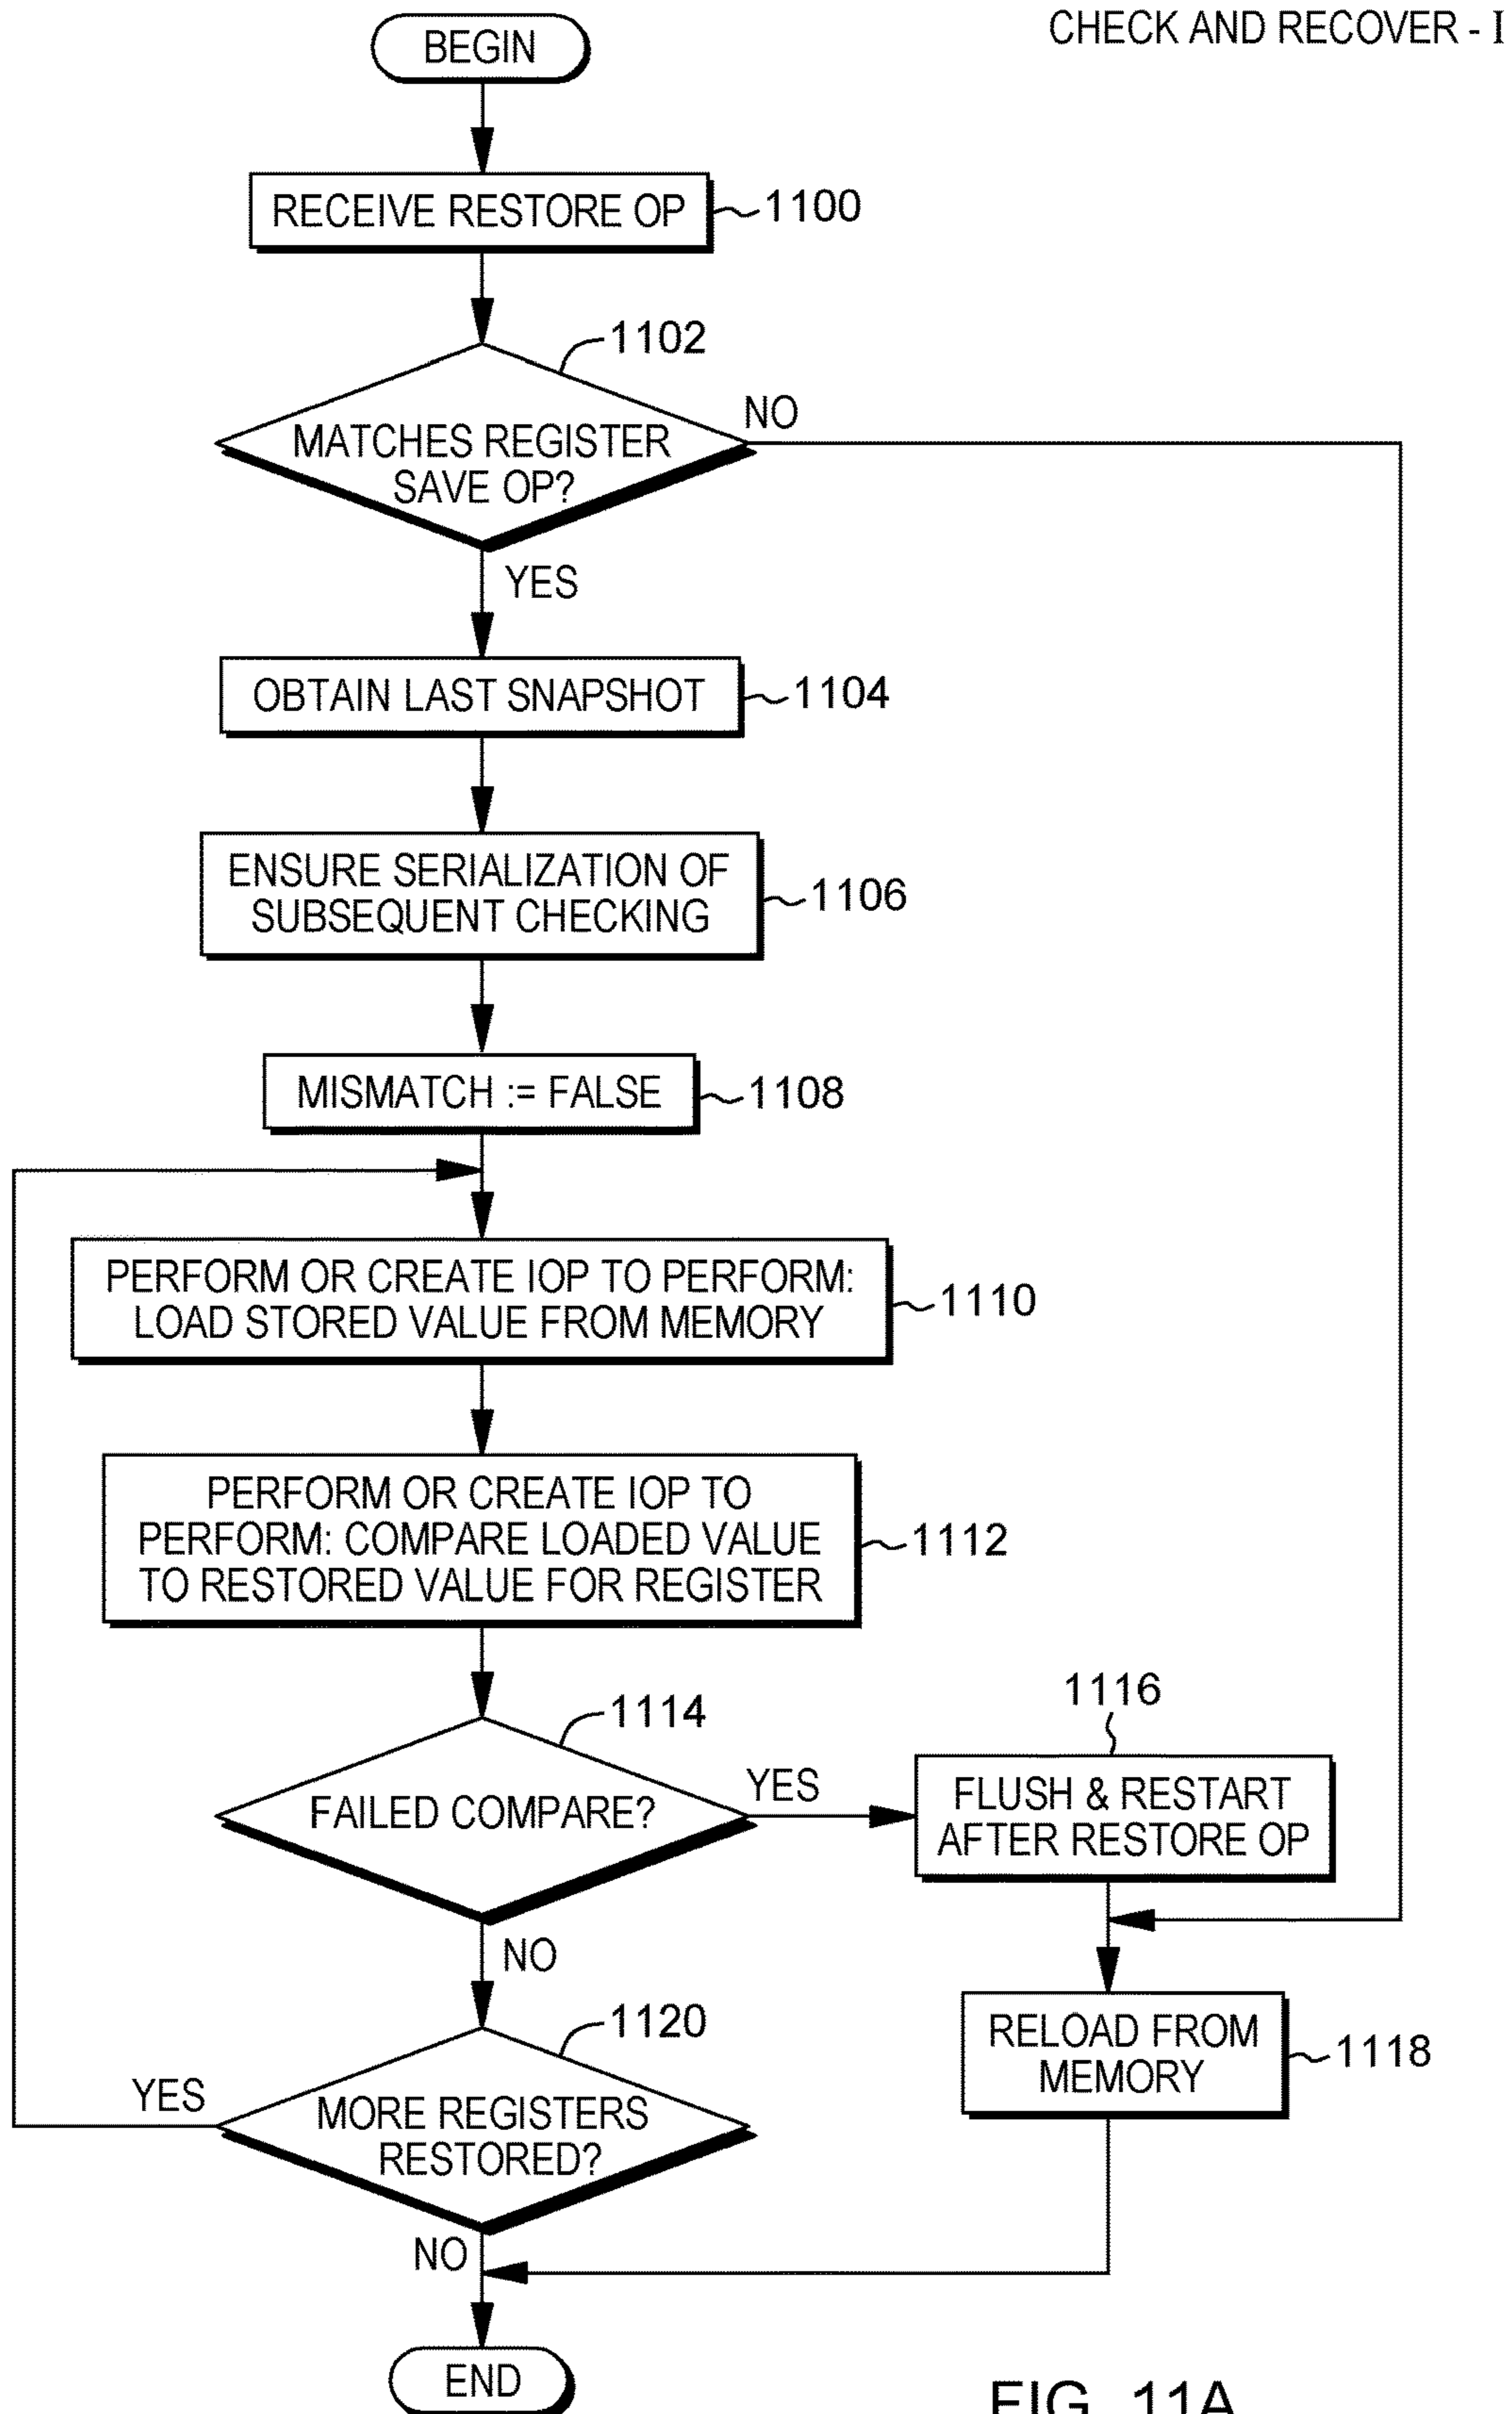 CHECK AND RECOVER - I
BEGIN
RECEIVE RESTORE OP
1100
1102
MATCHES REGISTER
SAVE OP?
NO
YES
OBTAIN LAST SNAPSHOT
1104
ENSURE SERIALIZATION OF
SUBSEQUENT CHECKING
1106
MISMATCH := FALSE
1108
PERFORM OR CREATE IOP TO PERFORM:
LOAD STORED VALUE FROM MEMORY
1110
PERFORM OR CREATE IOP TO
PERFORM: COMPARE LOADED VALUE
TO RESTORED VALUE FOR REGISTER
1112
1114
FAILED COMPARE?
YES
1116
FLUSH & RESTART
AFTER RESTORE OP
NO
1118
RELOAD FROM
MEMORY
1120
MORE REGISTERS
RESTORED?
YES
NO
END
FIG. 11A